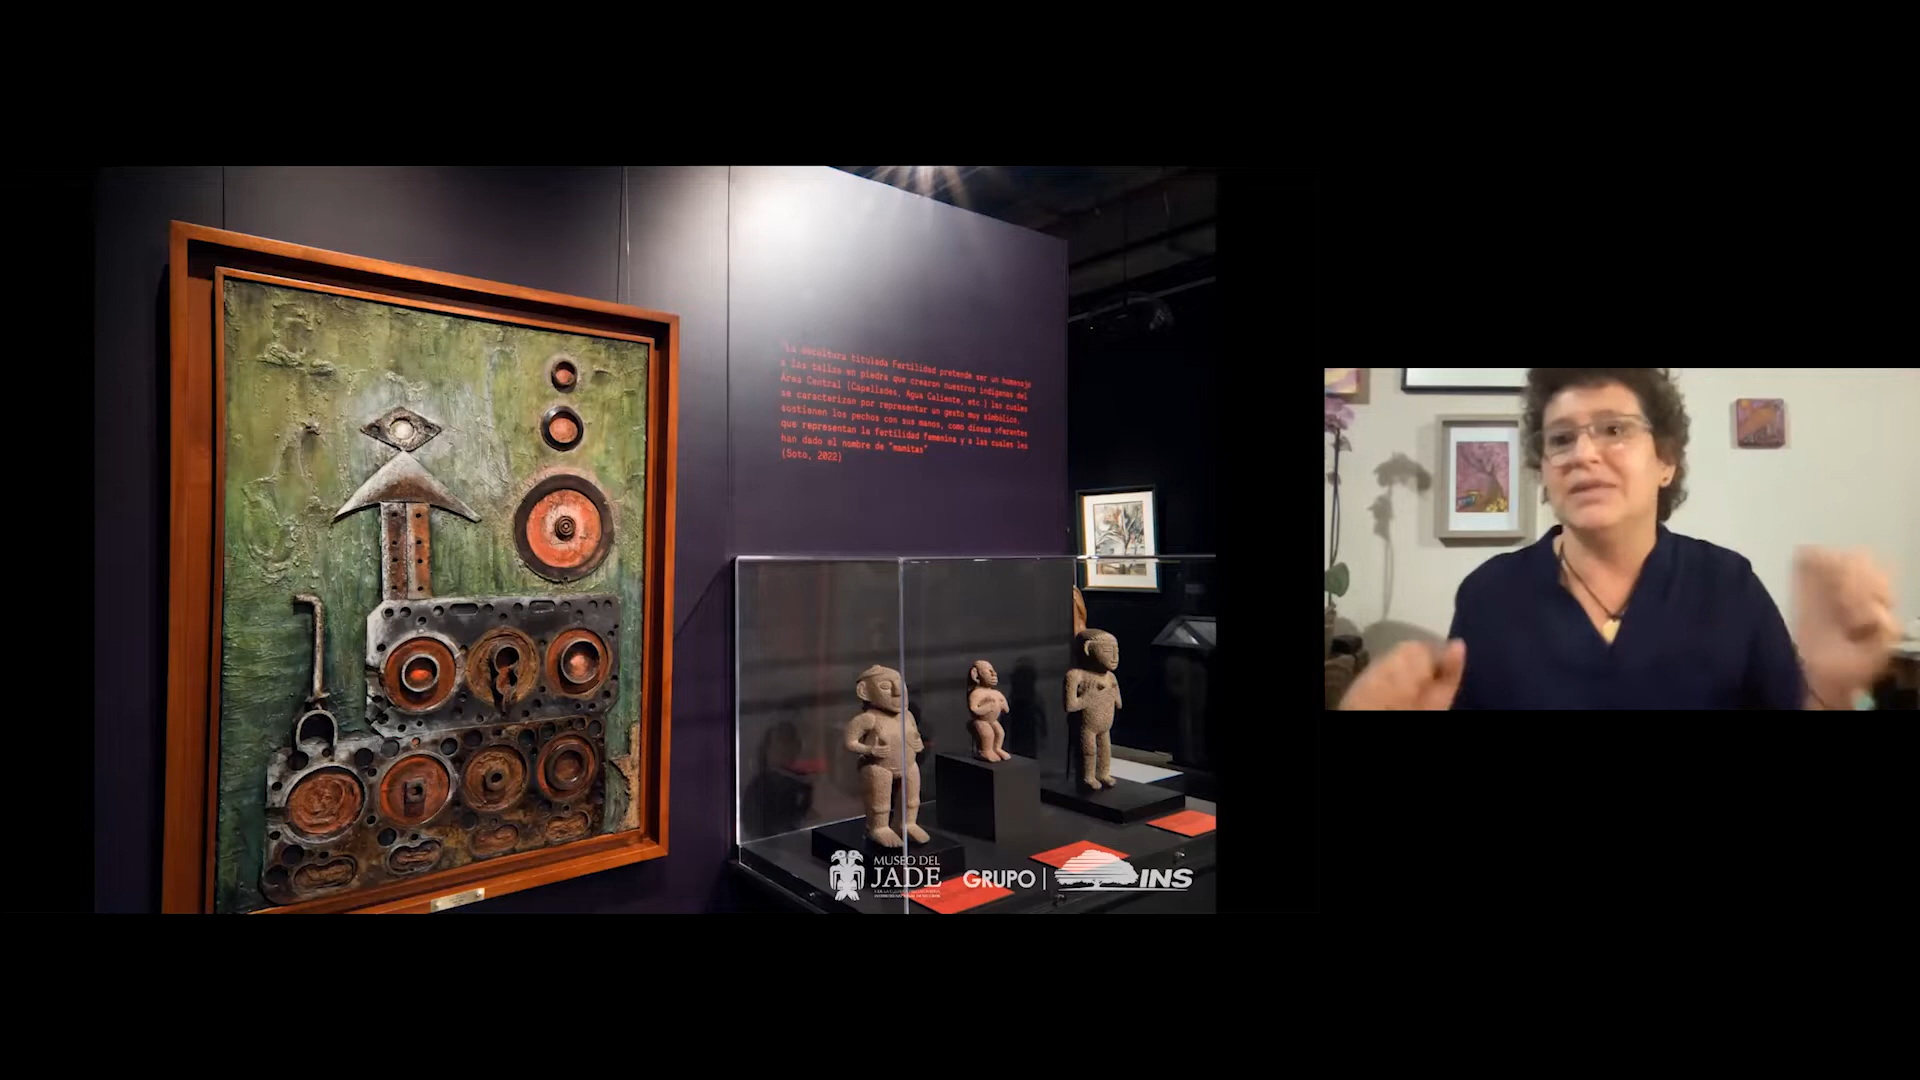 "La escultura titulada Fertilidad pretende ser un homenaje
a las tallas en piedra que crearon nuestros indígenas del
Área Central (Capellades, Agua Caliente, etc.) las cuales
se caracterizan por representar un gesto muy simbólico,
sostienen los pechos con sus manos, como diosas oferentes
que representan la fertilidad femenina y a las cuales les
han dado el nombre de "mamitas"
(Soto, 2022)
MUSEO DEL
JADE
GRUPO | INS